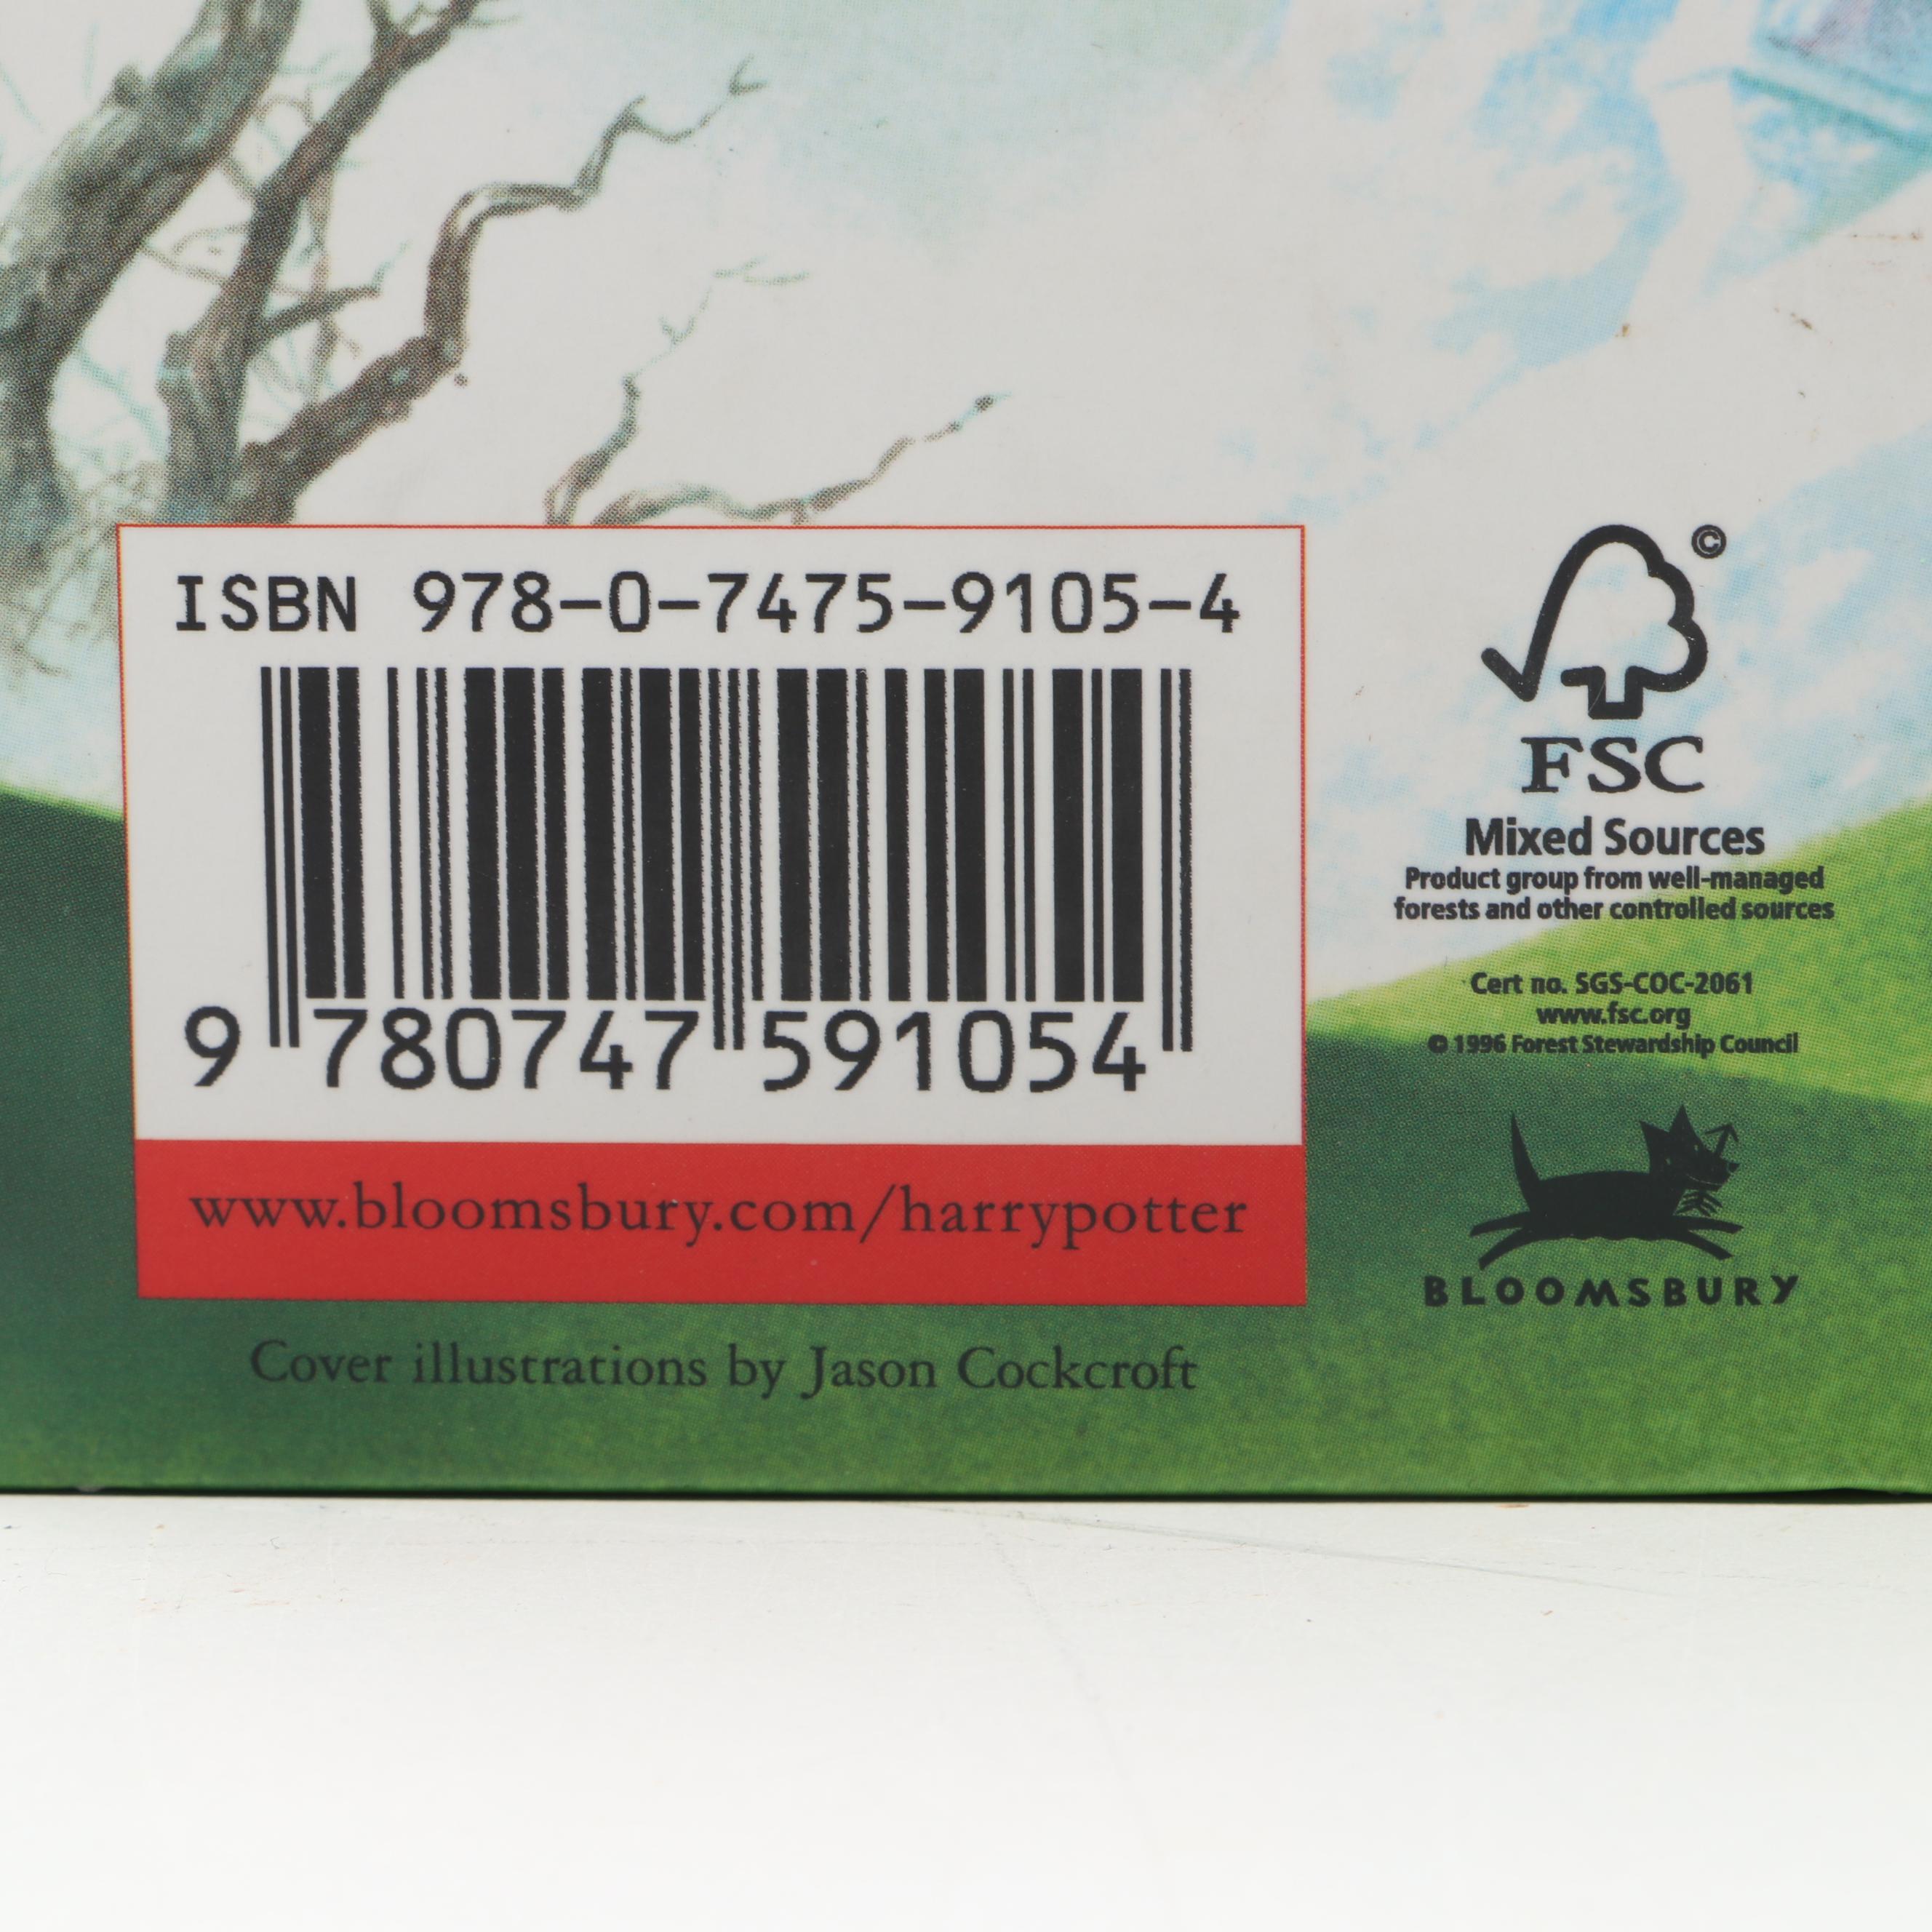 ISBN 978-0-7475-9105-4
9 780747 591054
www.bloomsbury.com/harrypotter
Cover illustrations by Jason Cockcroft
©
FSC
Mixed Sources
Product group from well-managed
forests and other controlled sources
Cert no. SGS-COC-2061
www.fsc.org
© 1996 Forest Stewardship Council
BLOOMSBURY